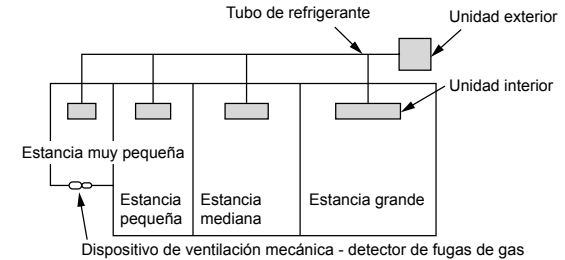 Tubo de refrigerante
Unidad exterior
Unidad interior
Estancia muy pequeña
Estancia
pequeña
Estancia
mediana
Estancia grande
Dispositivo de ventilación mecánica - detector de fugas de gas